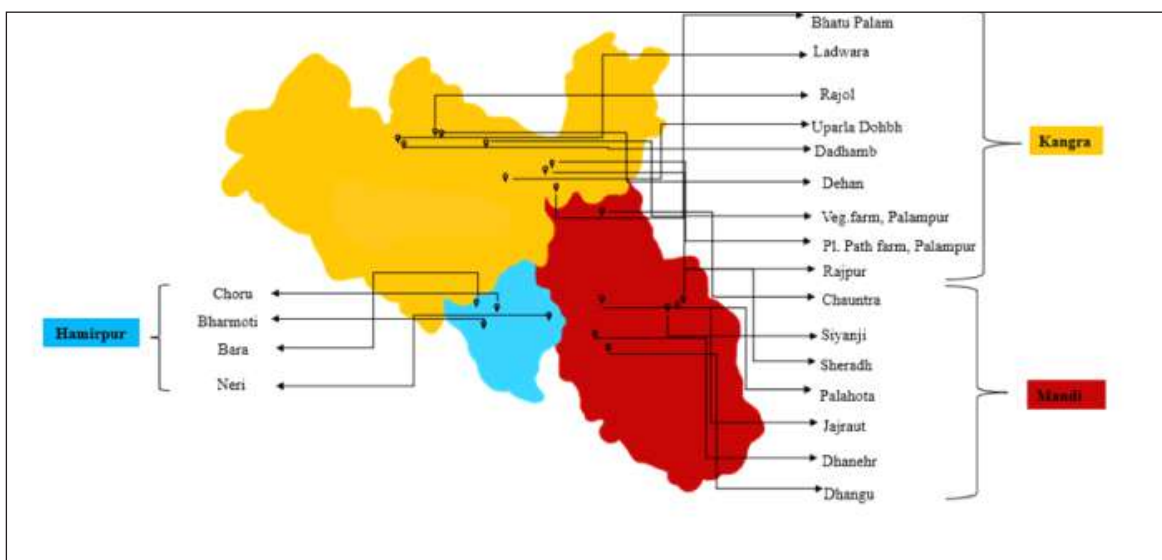 Bhatu Palam
Ladwara
Rajol
Uparla Dohbh
Dadhamb
Kangra
Dehan
Veg.farm, Palampur
Pl. Path farm, Palampur
Rajpur
Choru
Chauntra
Bharmoti
Hamirpur
Siyanji
Bara
Sheradh
Neri
Palahota
Mandi
Jajraut
Dhanehr
Dhangu